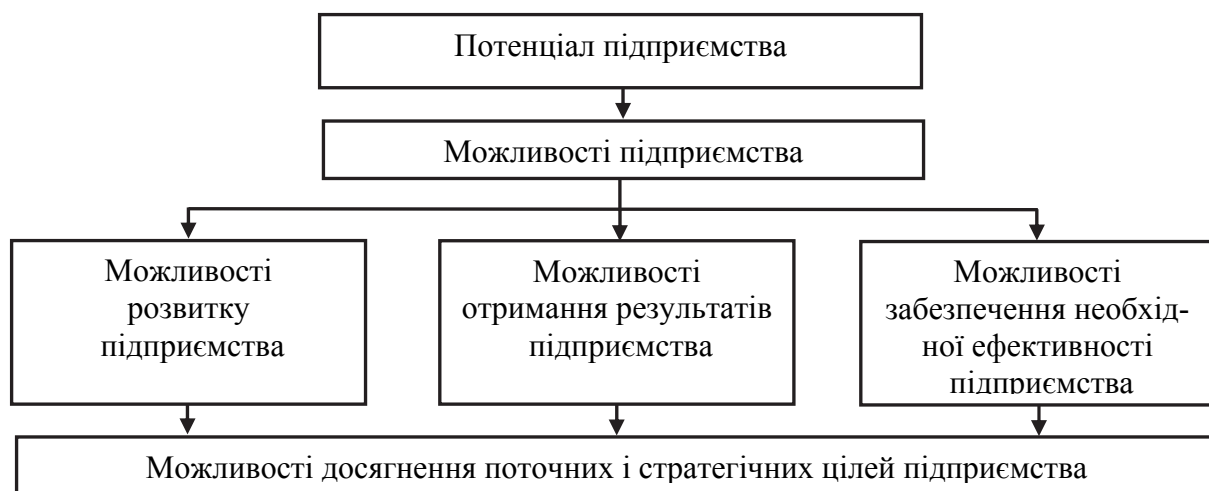 Потенціал підприємства
Можливості підприємства
Можливості
розвитку
підприємства
Можливості
отримання результатів
підприємства
Можливості
забезпечення необхід-
ної ефективності
підприємства
Можливості досягнення поточних і стратегічних цілей підприємства